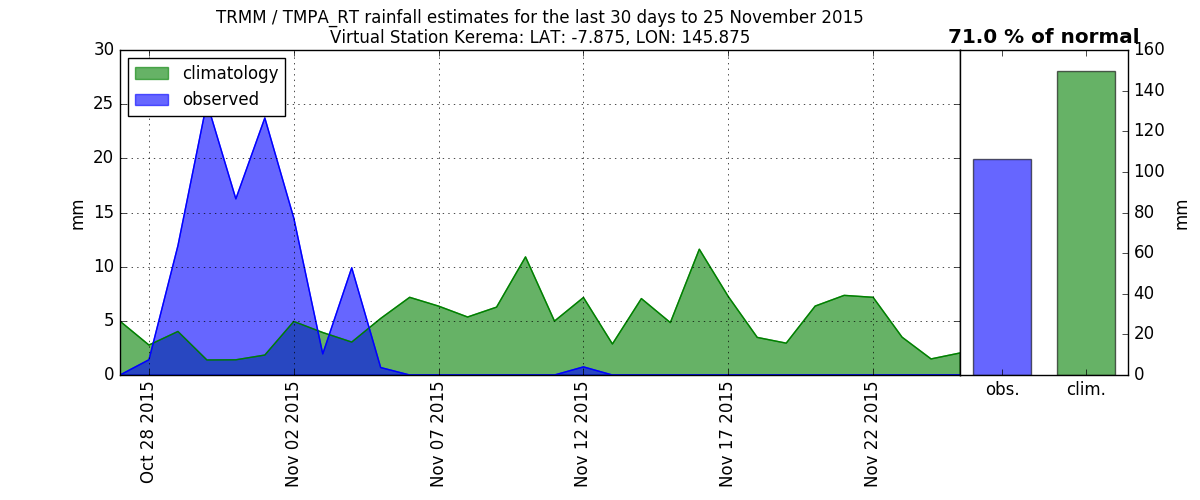 TRMM / TMPA_RT rainfall estimates for the last 30 days to 25 November 2015
Virtual Station Kerema: LAT: -7.875, LON: 145.875
71.0 % of normal
climatology
observed
30
25
20
15
10
5
0
mm
Oct 28 2015
Nov 02 2015
Nov 07 2015
Nov 12 2015
Nov 17 2015
Nov 22 2015
160
140
120
100
80
60
40
20
0
mm
obs.
clim.